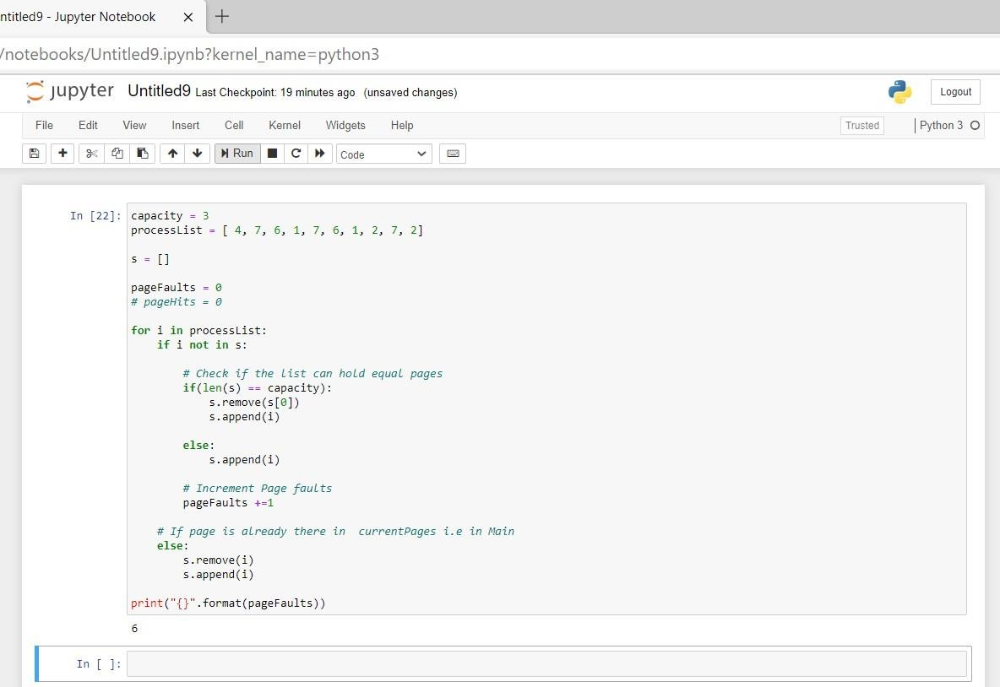 ntitled9 - Jupyter Notebook
/notebooks/Untitled9.ipynb?kernel_name=python3
jupyter Untitled9 Last Checkpoint: 19 minutes ago (unsaved changes)
Logout
File Edit View Insert Cell Kernel Widgets Help
Trusted
Python 3
Run
Code
In [22]:
capacity = 3
processList = [ 4, 7, 6, 1, 7, 6, 1, 2, 7, 2]

s = []

pageFaults = 0
# pageHits = 0

for i in processList:
    if i not in s:

        # Check if the list can hold equal pages
        if(len(s) == capacity):
            s.remove(s[0])
            s.append(i)

        else:
            s.append(i)

        # Increment Page faults
        pageFaults +=1

    # If page is already there in  currentPages i.e in Main
    else:
        s.remove(i)
        s.append(i)

print("{}".format(pageFaults))
6
In [ ]: